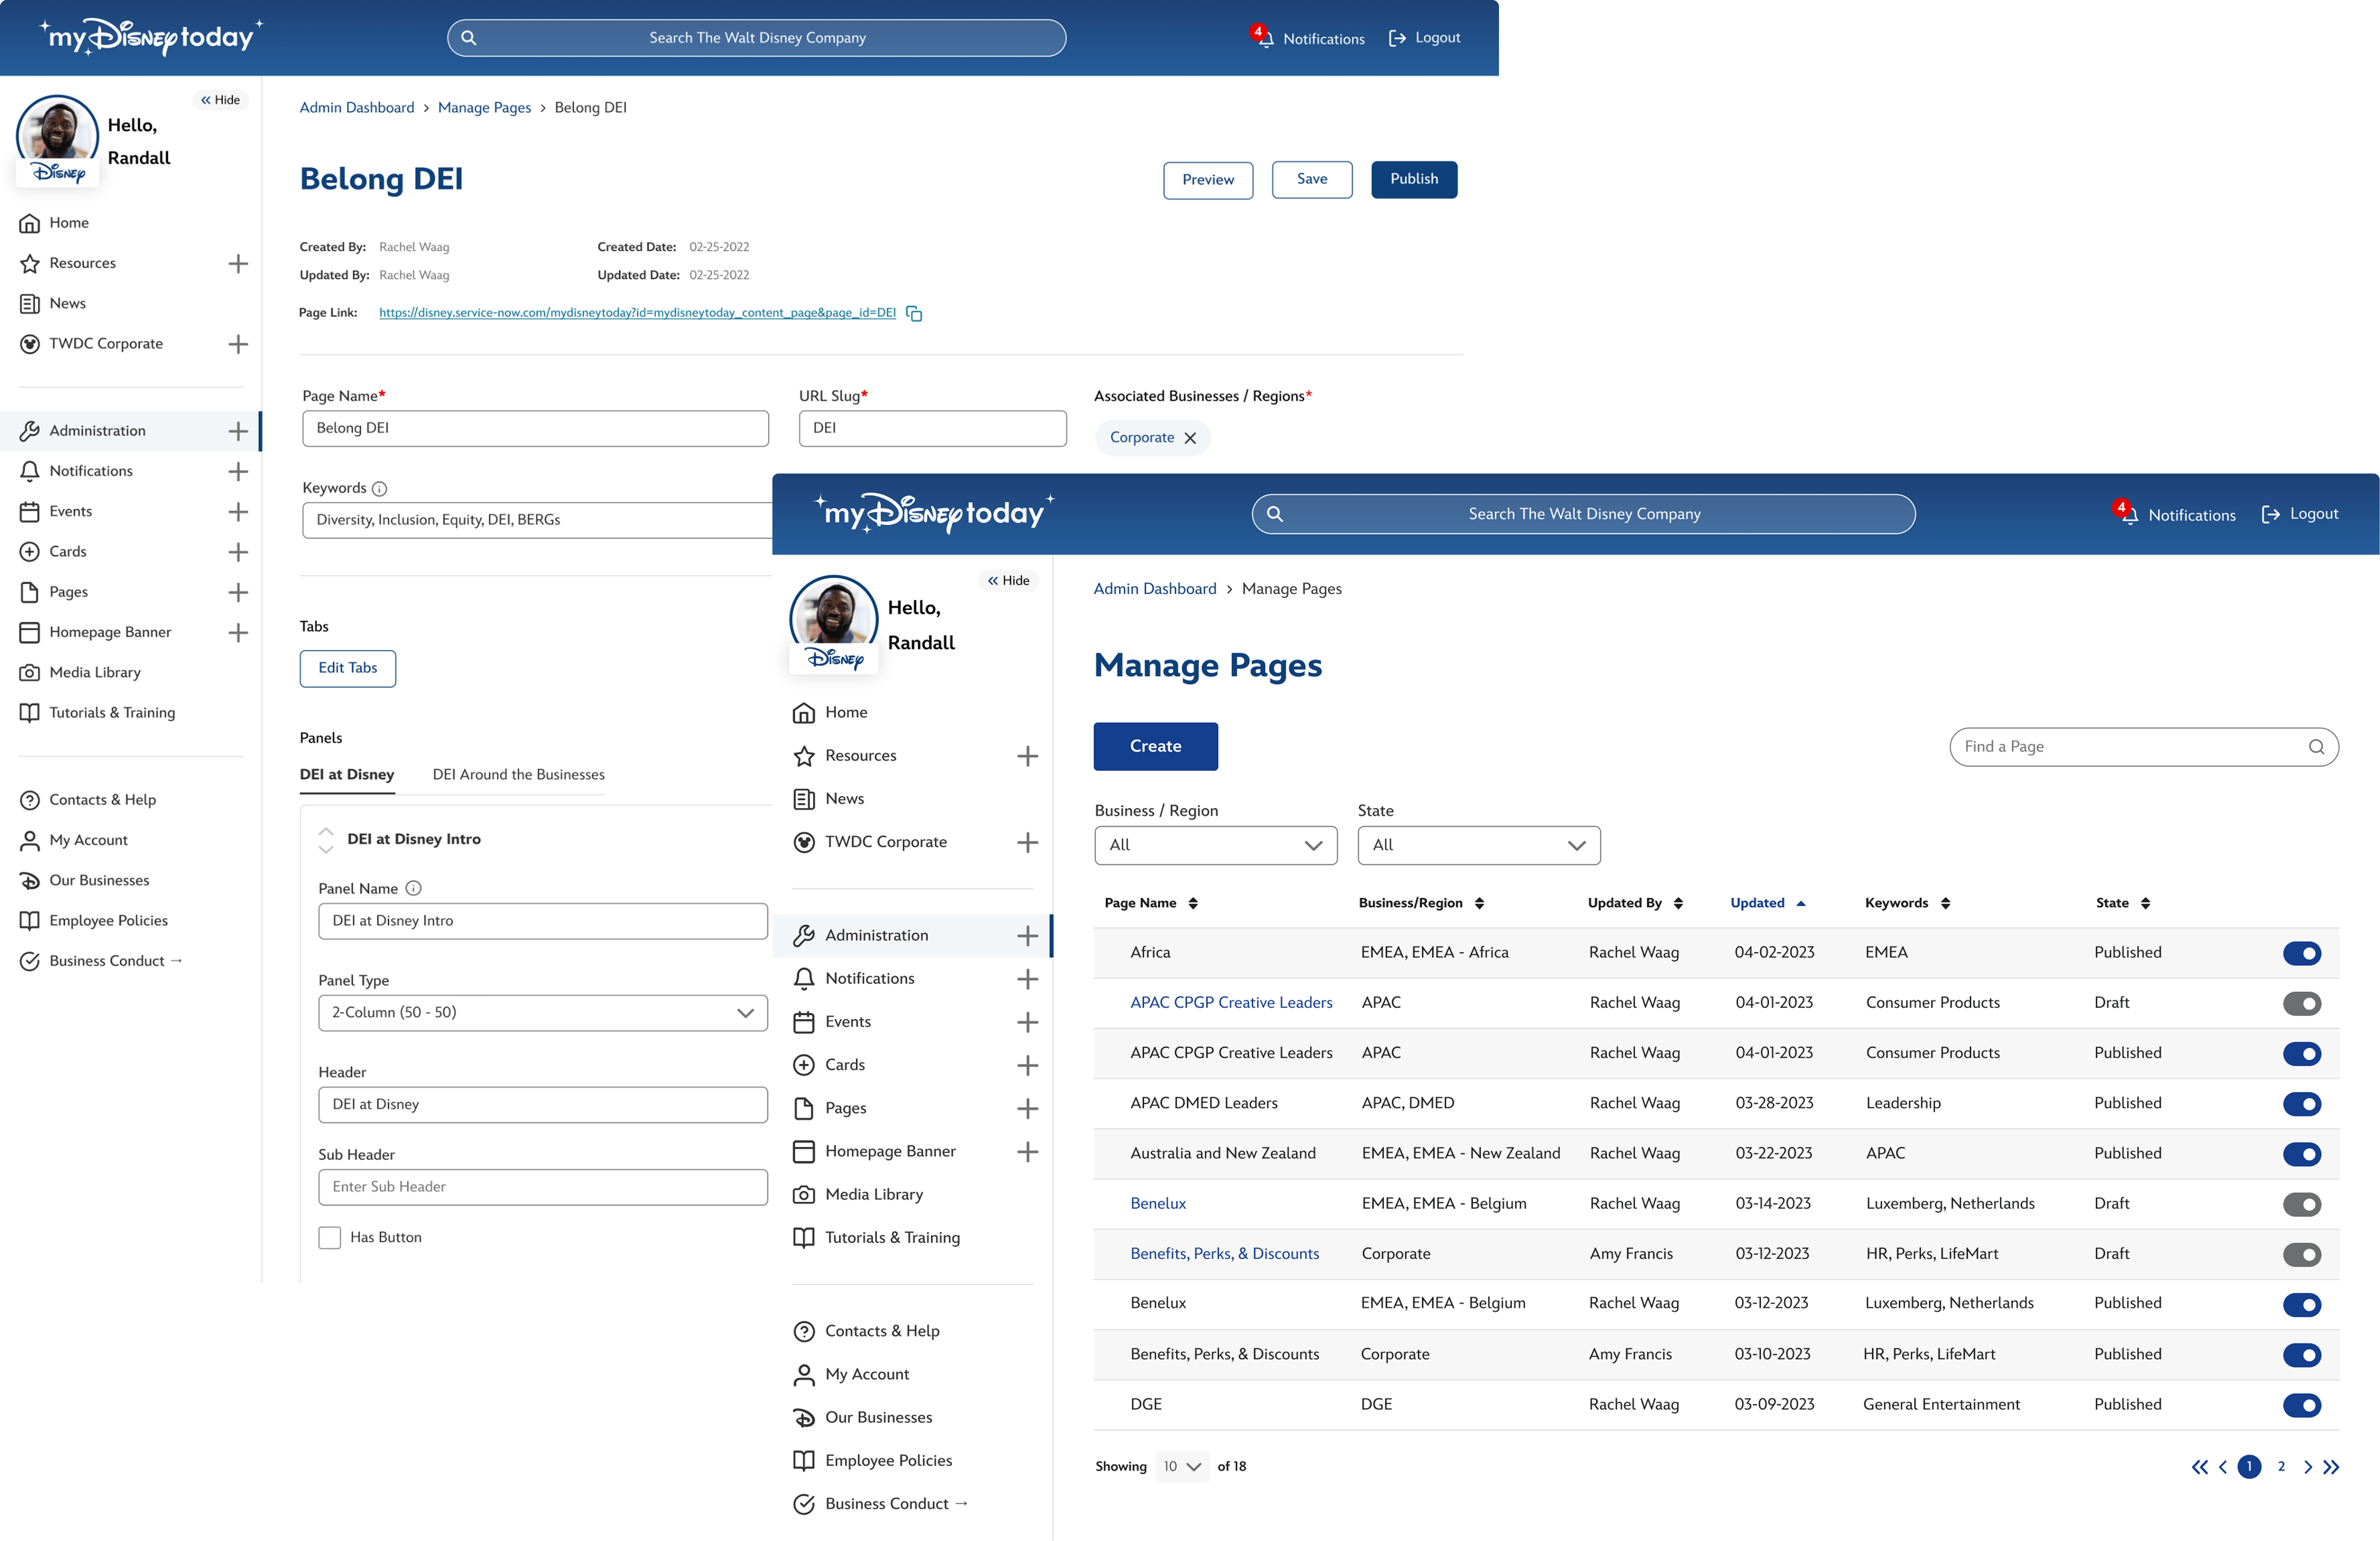 myDisneytoday
Search The Walt Disney Company
4
Notifications
Logout
Hide
Hello,
Randall
Disney
Home
Resources
News
TWDC Corporate
Administration
Notifications
Events
Cards
Pages
Homepage Banner
Media Library
Tutorials & Training
Contacts & Help
My Account
Our Businesses
Employee Policies
Business Conduct →
Admin Dashboard > Manage Pages > Belong DEI
Belong DEI
Preview
Save
Publish
Created By: Rachel Waag
Created Date: 02-25-2022
Updated By: Rachel Waag
Updated Date: 02-25-2022
Page Link: https://disney.service-now.com/mydisneytoday?id=mydisneytoday_content_page&page_id=DEI
Page Name*
Belong DEI
URL Slug*
DEI
Associated Businesses / Regions*
Corporate
Keywords
Diversity, Inclusion, Equity, DEI, BERGs
Tabs
Edit Tabs
Panels
DEI at Disney
DEI Around the Businesses
DEI at Disney Intro
Panel Name
DEI at Disney Intro
Panel Type
2-Column (50 - 50)
Header
DEI at Disney
Sub Header
Enter Sub Header
Has Button
myDisneytoday
Search The Walt Disney Company
4
Notifications
Logout
Hide
Hello,
Randall
Disney
Home
Resources
News
TWDC Corporate
Administration
Notifications
Events
Cards
Pages
Homepage Banner
Media Library
Tutorials & Training
Contacts & Help
My Account
Our Businesses
Employee Policies
Business Conduct →
Admin Dashboard > Manage Pages
Manage Pages
Create
Find a Page
Business / Region
All
State
All
Page Name Business/Region Updated By Updated Keywords State
Africa EMEA, EMEA - Africa Rachel Waag 04-02-2023 EMEA Published
APAC CPGP Creative Leaders APAC Rachel Waag 04-01-2023 Consumer Products Draft
APAC CPGP Creative Leaders APAC Rachel Waag 04-01-2023 Consumer Products Published
APAC DMED Leaders APAC, DMED Rachel Waag 03-28-2023 Leadership Published
Australia and New Zealand EMEA, EMEA - New Zealand Rachel Waag 03-22-2023 APAC Published
Benelux EMEA, EMEA - Belgium Rachel Waag 03-14-2023 Luxemberg, Netherlands Draft
Benefits, Perks, & Discounts Corporate Amy Francis 03-12-2023 HR, Perks, LifeMart Draft
Benelux EMEA, EMEA - Belgium Rachel Waag 03-12-2023 Luxemberg, Netherlands Published
Benefits, Perks, & Discounts Corporate Amy Francis 03-10-2023 HR, Perks, LifeMart Published
DGE DGE Rachel Waag 03-09-2023 General Entertainment Published
Showing 10 of 18
1 2